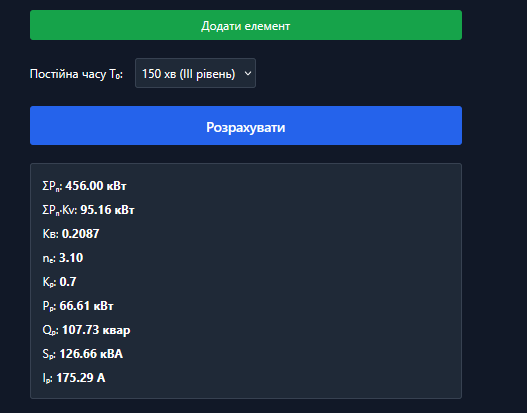 Додати елемент
Постійна часу T₀: 150 хв (III рівень)
Розрахувати
ΣPₙ: 456.00 кВт
ΣPₙ·Kv: 95.16 кВт
Кв: 0.2087
nₑ: 3.10
Kₚ: 0.7
Pₚ: 66.61 кВт
Qₚ: 107.73 квар
Sₚ: 126.66 кВА
Iₚ: 175.29 А